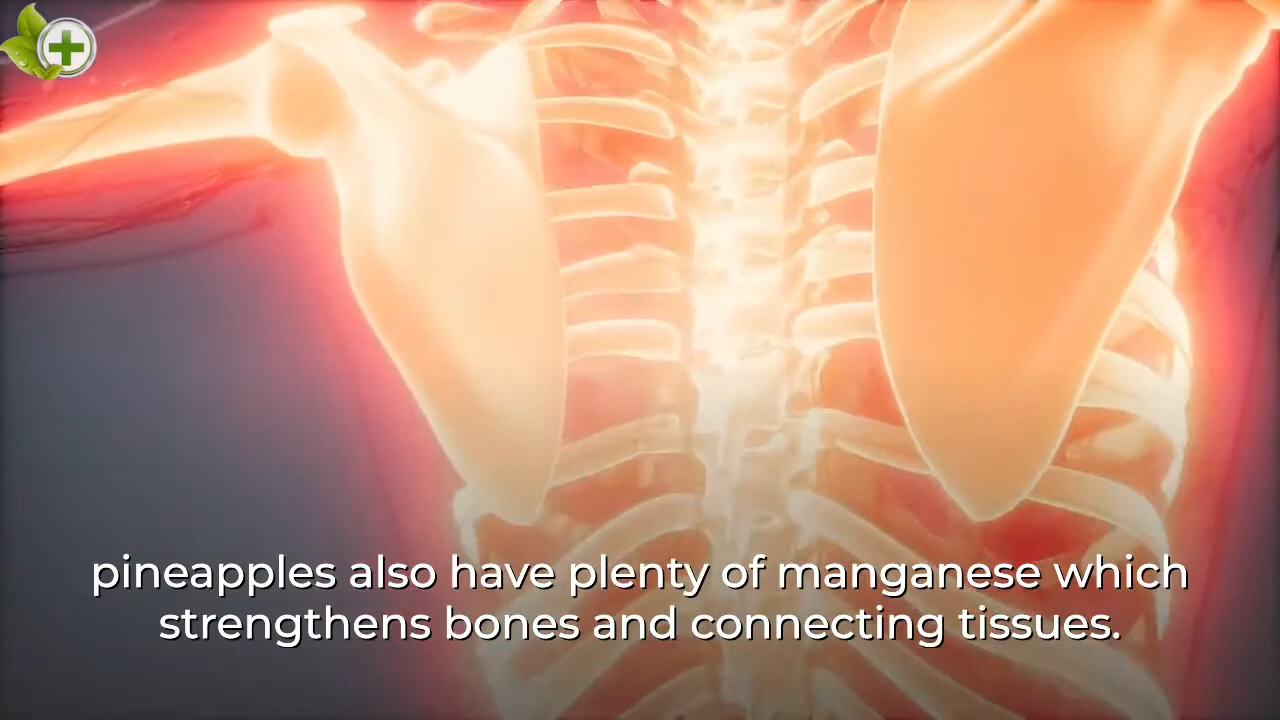 pineapples also have plenty of manganese which
strengthens bones and connecting tissues.